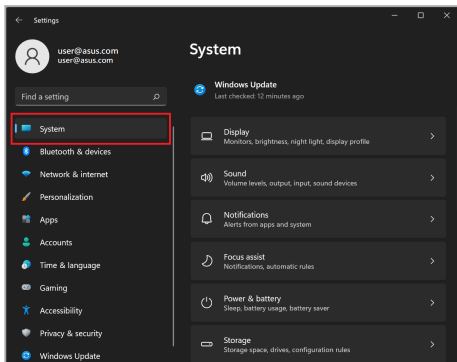 Settings
user@asus.com
user@asus.com
Find a setting
System
Bluetooth & devices
Network & internet
Personalization
Apps
Accounts
Time & language
Gaming
Accessibility
Privacy & security
Windows Update
System
Windows Update
Last checked: 12 minutes ago
Display
Monitors, brightness, night light, display profile
Sound
Volume levels, output, input, sound devices
Notifications
Alerts from apps and system
Focus assist
Notifications, automatic rules
Power & battery
Sleep, battery usage, battery saver
Storage
Storage space, drives, configuration rules